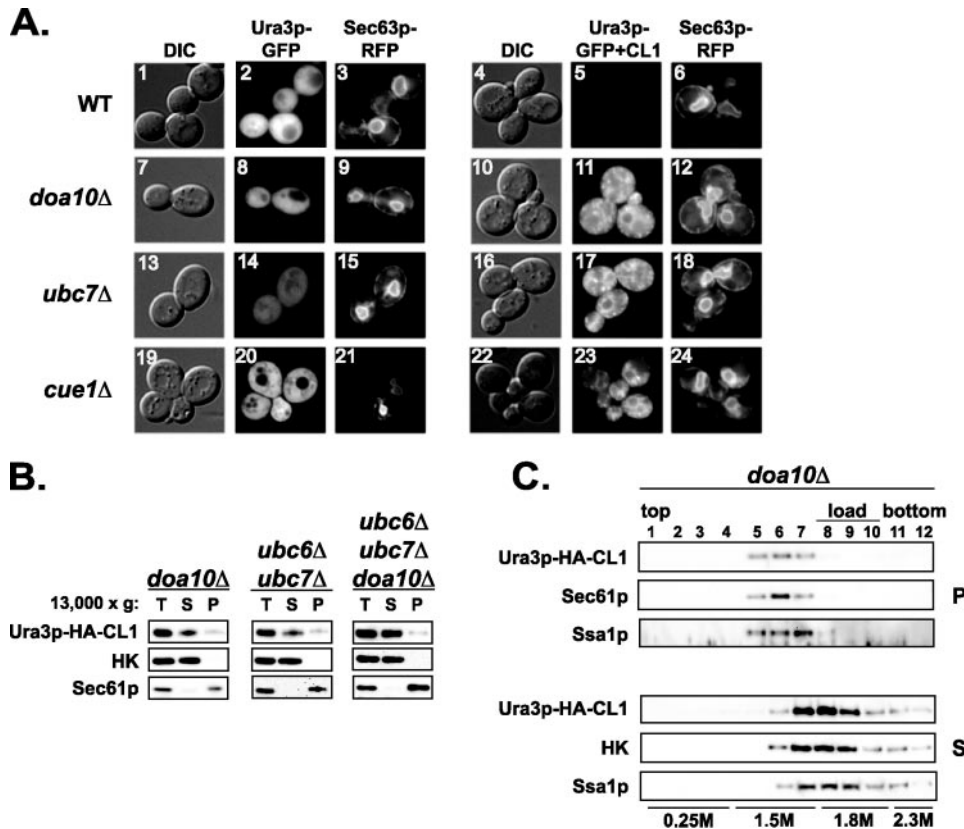 A.
Ura3p- Sec63p- Ura3p- Sec63p-
DIC GFP RFP DIC GFP+CL1 RFP
WT 1 2 3 4 5 6
doa10Δ 7 8 9 10 11 12
ubc7Δ 13 14 15 16 17 18
cue1Δ 19 20 21 22 23 24
B.
ubc6Δ
ubc6Δ ubc7Δ
doa10Δ ubc7Δ doa10Δ
13,000 x g: T S P T S P T S P
Ura3p-HA-CL1
HK
Sec61p
C.
doa10Δ
top load bottom
1 2 3 4 5 6 7 8 9 10 11 12
Ura3p-HA-CL1
Sec61p P
Ssa1p
Ura3p-HA-CL1
HK S
Ssa1p
0.25M 1.5M 1.8M 2.3M